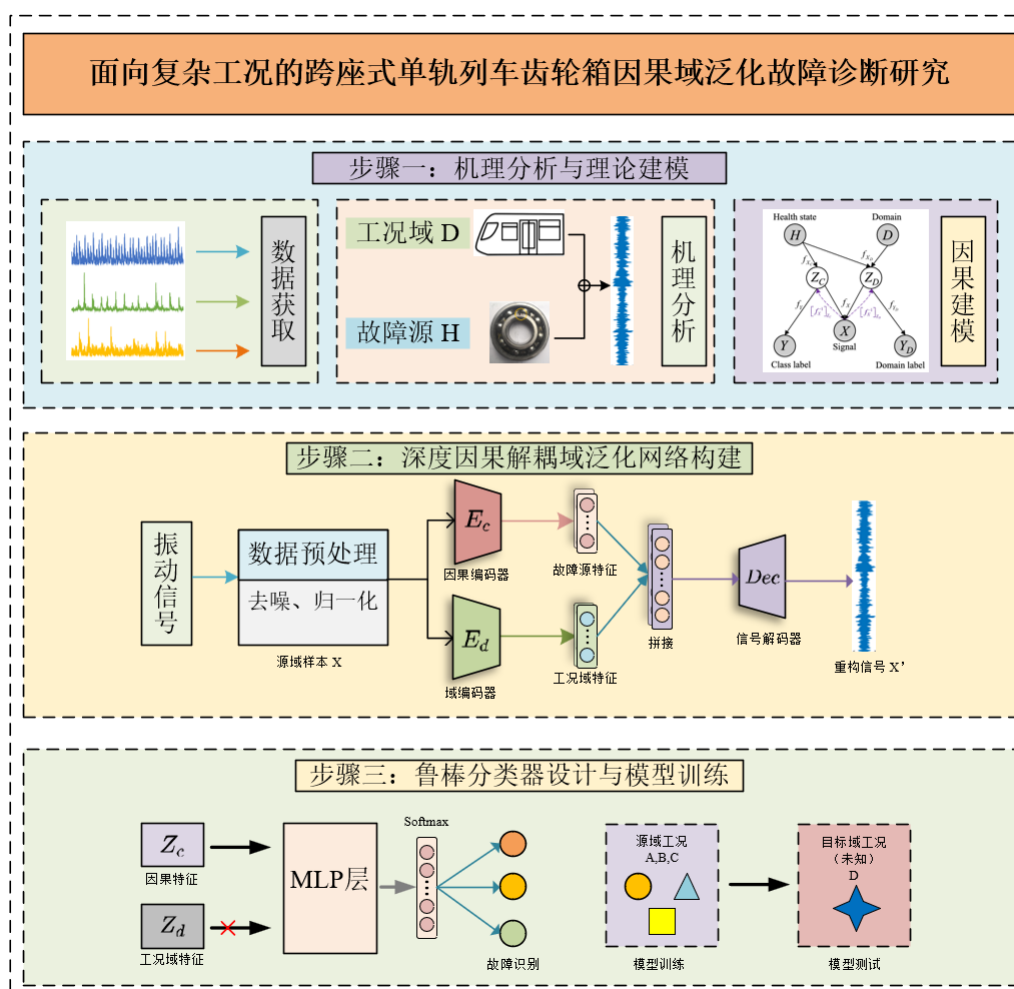 面向复杂工况的跨座式单轨列车齿轮箱因果域泛化故障诊断研究
步骤一：机理分析与理论建模
数据获取
工况域 D
故障源 H
机理分析
Health state
Domain
H
D
Z_C
Z_D
X
Y
Signal
Y_D
Class label
Domain label
因果建模
步骤二：深度因果解耦域泛化网络构建
振动信号
数据预处理
去噪、归一化
源域样本 X
E_c
因果编码器
E_d
域编码器
故障源特征
工况域特征
拼接
Dec
信号解码器
重构信号 X’
步骤三：鲁棒分类器设计与模型训练
Z_c
因果特征
Z_d
工况域特征
MLP层
Softmax
故障识别
源域工况
A,B,C
模型训练
目标域工况
（未知）
D
模型测试